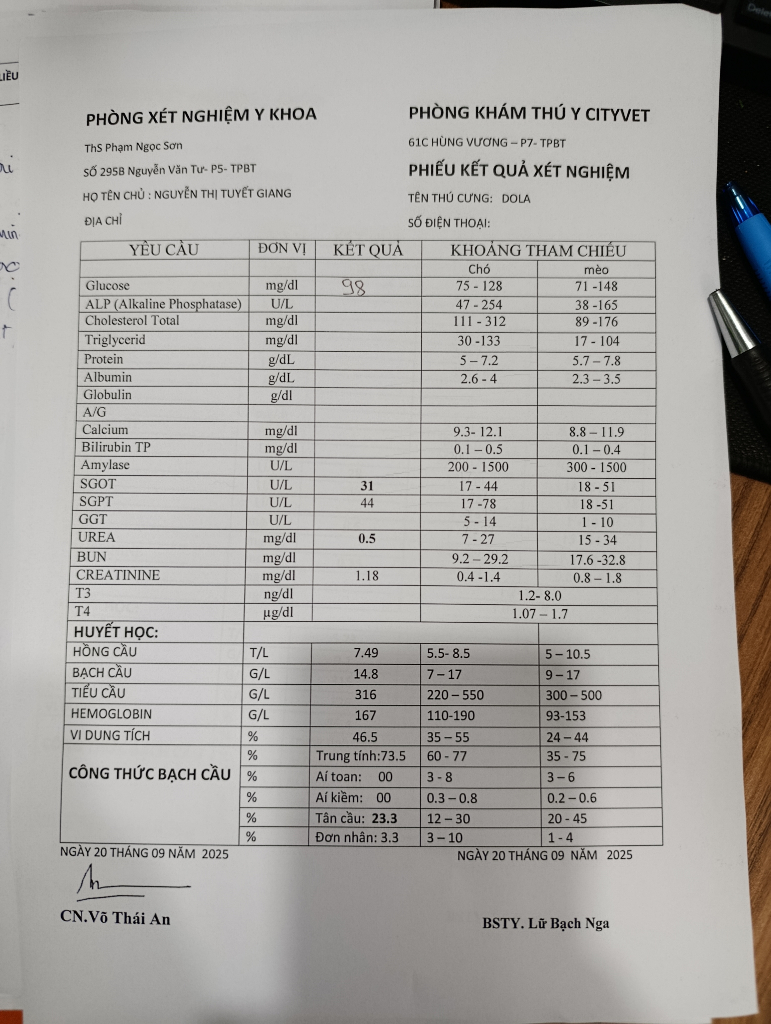 LIỀU
PHÒNG XÉT NGHIỆM Y KHOA
ThS Phạm Ngọc Sơn
SỐ 295B Nguyễn Văn Tư- P5- TPBT
HỌ TÊN CHỦ : NGUYỄN THỊ TUYẾT GIANG
ĐỊA CHỈ
PHÒNG KHÁM THÚ Y CITYVET
61C HÙNG VƯƠNG – P7- TPBT
PHIẾU KẾT QUẢ XÉT NGHIỆM
TÊN THÚ CƯNG: DOLA
SỐ ĐIỆN THOẠI:
YÊU CẦU ĐƠN VỊ KẾT QUẢ KHOẢNG THAM CHIẾU
Chó mèo
Glucose mg/dl 98 75 - 128 71 -148
ALP (Alkaline Phosphatase) U/L 47 - 254 38 -165
Cholesterol Total mg/dl 111 - 312 89 -176
Triglycerid mg/dl 30 -133 17 - 104
Protein g/dL 5 – 7.2 5.7 – 7.8
Albumin g/dL 2.6 - 4 2.3 – 3.5
Globulin g/dl
A/G
Calcium mg/dl 9.3- 12.1 8.8 – 11.9
Bilirubin TP mg/dl 0.1 – 0.5 0.1 – 0.4
Amylase U/L 200 - 1500 300 - 1500
SGOT U/L 31 17 - 44 18 - 51
SGPT U/L 44 17 -78 18 -51
GGT U/L 5 - 14 1 - 10
UREA mg/dl 0.5 7 - 27 15 - 34
BUN mg/dl 9.2 – 29.2 17.6 -32.8
CREATININE mg/dl 1.18 0.4 -1.4 0.8 – 1.8
T3 ng/dl 1.2- 8.0
T4 µg/dl 1.07 – 1.7
HUYẾT HỌC:
HỒNG CẦU T/L 7.49 5.5- 8.5 5 – 10.5
BẠCH CẦU G/L 14.8 7 – 17 9 – 17
TIỂU CẦU G/L 316 220 – 550 300 – 500
HEMOGLOBIN G/L 167 110-190 93-153
VI DUNG TÍCH % 46.5 35 – 55 24 – 44
CÔNG THỨC BẠCH CẦU
% Trung tính:73.5 60 - 77 35 - 75
% Aí toan: 00 3 - 8 3 – 6
% Aí kiềm: 00 0.3 – 0.8 0.2 – 0.6
% Tân cầu: 23.3 12 – 30 20 - 45
% Đơn nhân: 3.3 3 – 10 1 - 4
NGÀY 20 THÁNG 09 NĂM 2025
NGÀY 20 THÁNG 09 NĂM 2025
CN.Võ Thái An
BSTY. Lữ Bạch Nga